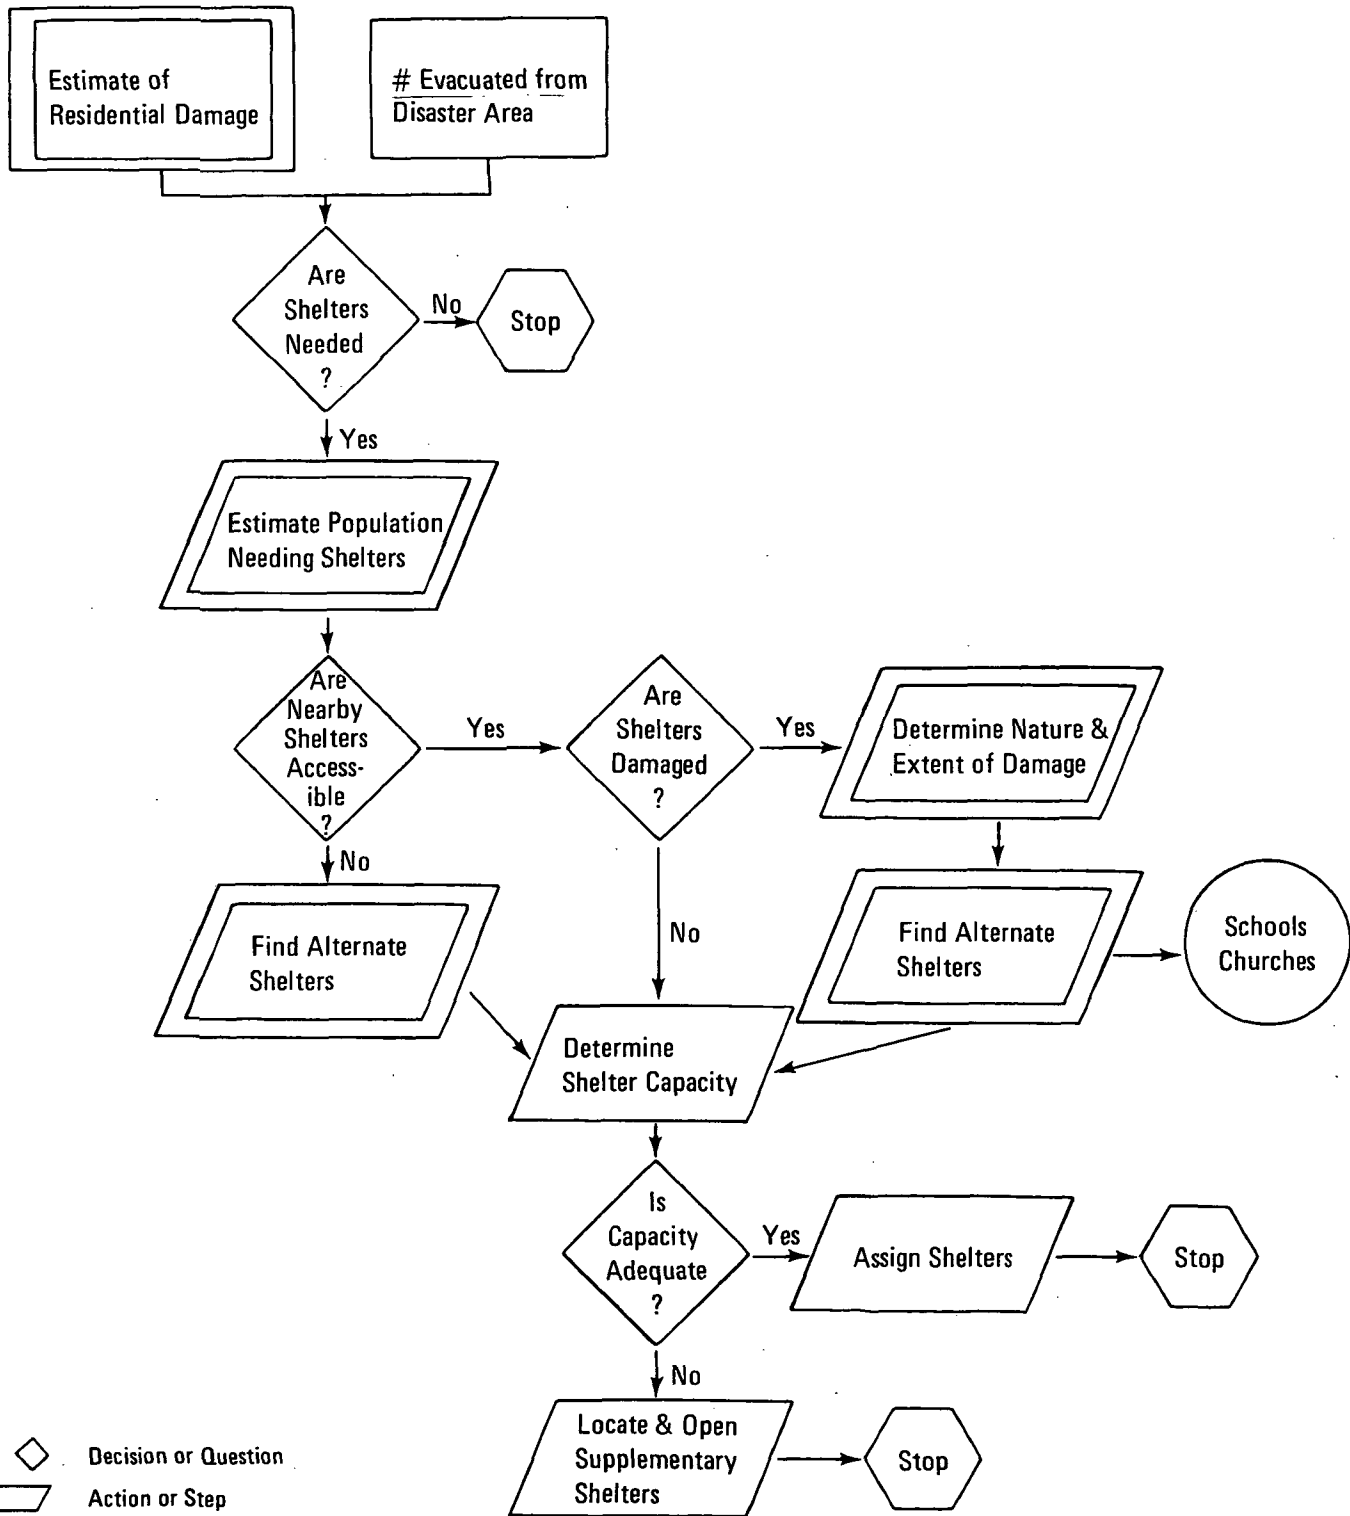 Estimate of
Residential Damage
# Evacuated from
Disaster Area
Are
Shelters
Needed
?
No
Stop
Yes
Estimate Population
Needing Shelters
Are
Nearby
Shelters
Access-
ible
?
Yes
Are
Shelters
Damaged
?
Yes
Determine Nature &
Extent of Damage
No
Find Alternate
Shelters
No
Find Alternate
Shelters
Schools
Churches
Determine
Shelter Capacity
Is
Capacity
Adequate
?
Yes
Assign Shelters
Stop
No
Locate & Open
Supplementary
Shelters
Stop
Decision or Question
Action or Step